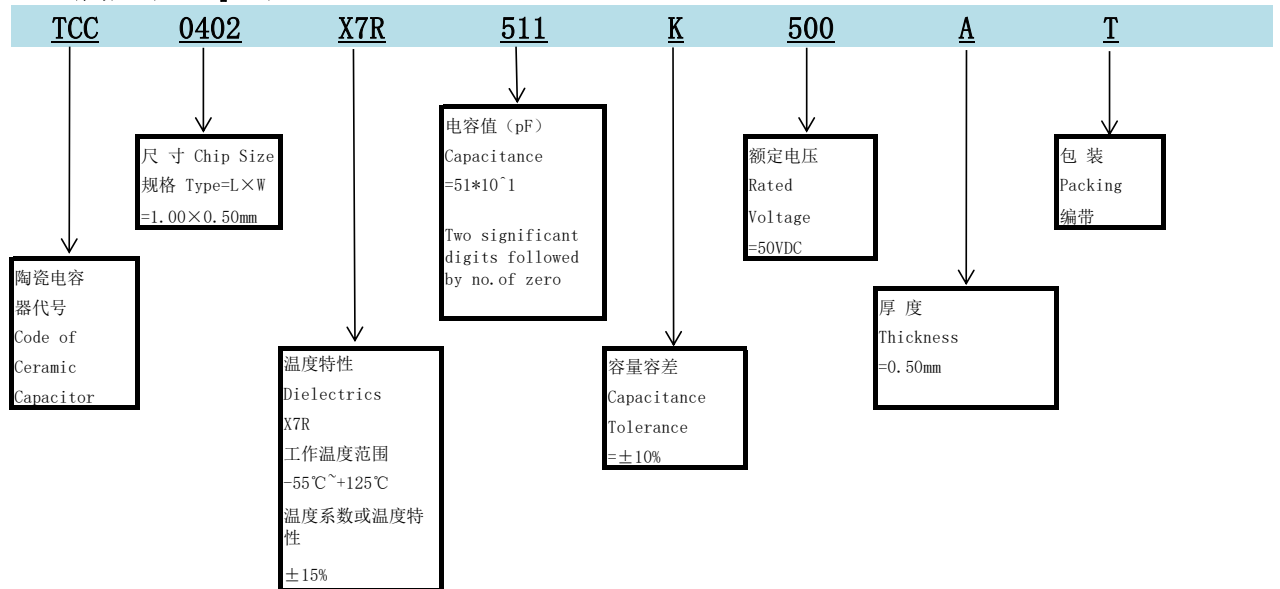 TCC 0402 X7R 511 K 500 A T
陶瓷电容
器代号
Code of
Ceramic
Capacitor
尺 寸 Chip Size
规格 Type=L×W
=1.00×0.50mm
温度特性
Dielectrics
X7R
工作温度范围
-55℃~+125℃
温度系数或温度特
性
±15%
电容值（pF）
Capacitance
=51*10^1
Two significant
digits followed
by no.of zero
容量容差
Capacitance
Tolerance
=±10%
额定电压
Rated
Voltage
=50VDC
厚 度
Thickness
=0.50mm
包 装
Packing
编带